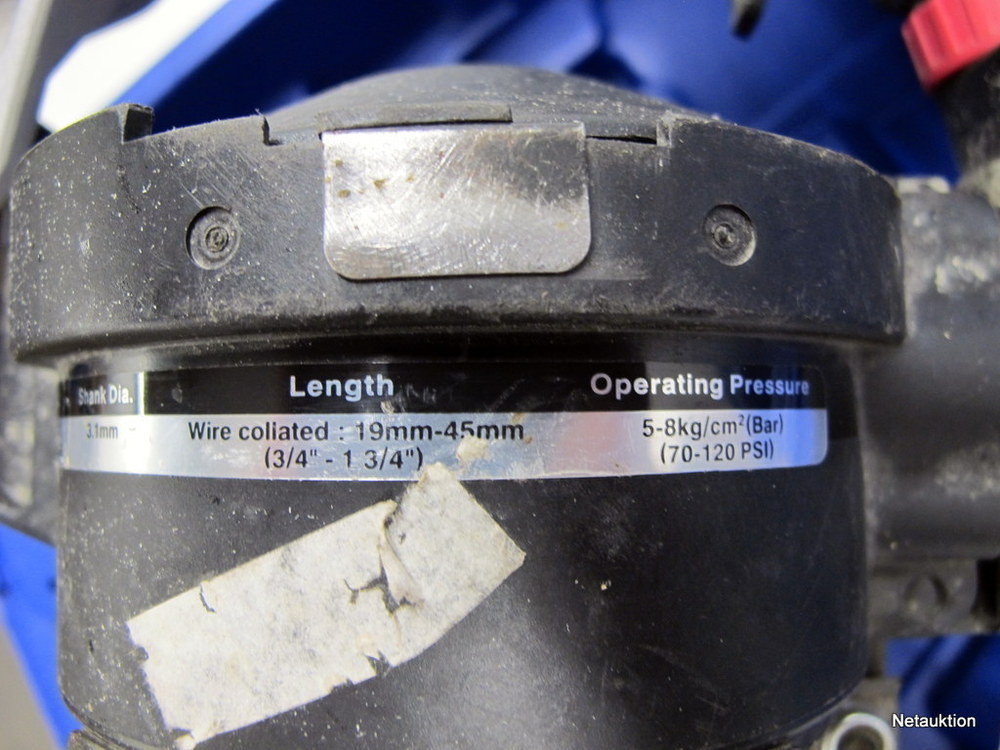 Shank Dia.
Length
Operating Pressure
3.1mm
Wire coliated : 19mm-45mm
5-8kg/cm²(Bar)
(3/4" - 1 3/4")
(70-120 PSI)
Netauktion